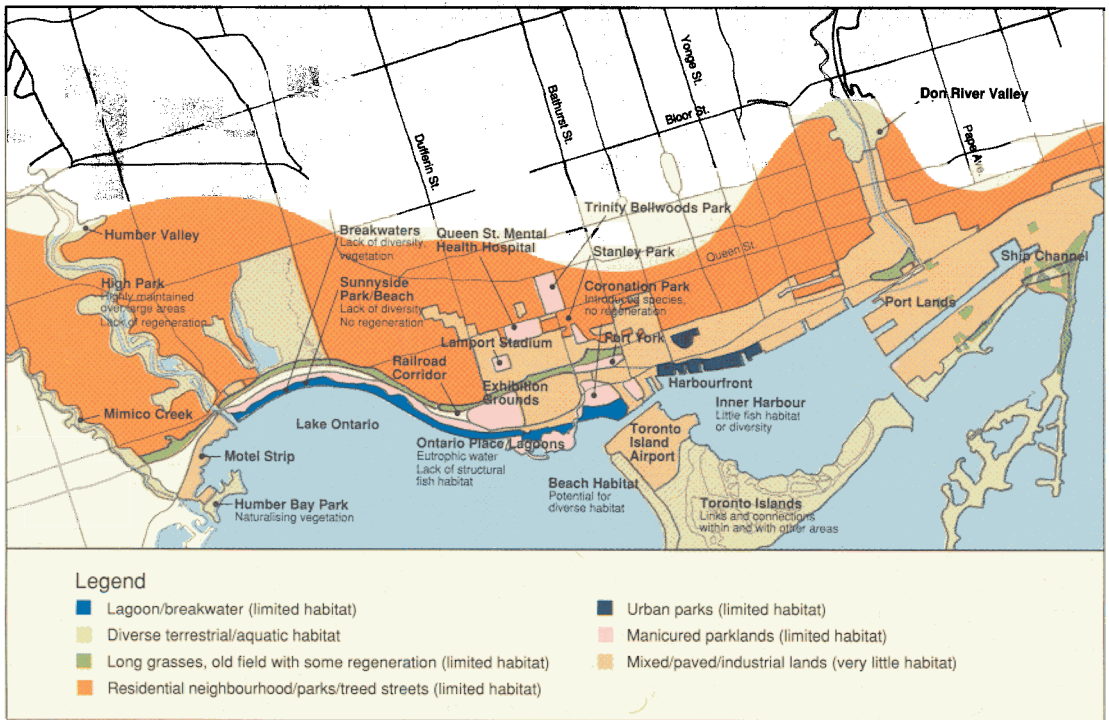 Yonge St.
Bathurst St.
Bloor St.
Don River Valley
Dufferin St.
Pape Ave.
Trinity Bellwoods Park
Humber Valley
Breakwaters
Lack of diversity,
vegetation
Queen St. Mental
Health Hospital
Stanley Park
Queen St.
Ship Channel
High Park
Highly maintained
over large areas
Lack of regeneration
Sunnyside
Park/Beach
Lack of diversity
No regeneration
Coronation Park
Introduced species,
no regeneration
Port Lands
Lamport Stadium
Fort York
Railroad
Corridor
Exhibition
Grounds
Harbourfront
Mimico Creek
Lake Ontario
Inner Harbour
Little fish habitat
or diversity
Ontario Place/Lagoons
Eutrophic water
Lack of structural
fish habitat
Toronto
Island
Airport
Motel Strip
Beach Habitat
Potential for
diverse habitat
Humber Bay Park
Naturalising vegetation
Toronto Islands
Links and connections
within and with other areas
Legend
Lagoon/breakwater (limited habitat)
Diverse terrestrial/aquatic habitat
Long grasses, old field with some regeneration (limited habitat)
Residential neighbourhood/parks/treed streets (limited habitat)
Urban parks (limited habitat)
Manicured parklands (limited habitat)
Mixed/paved/industrial lands (very little habitat)